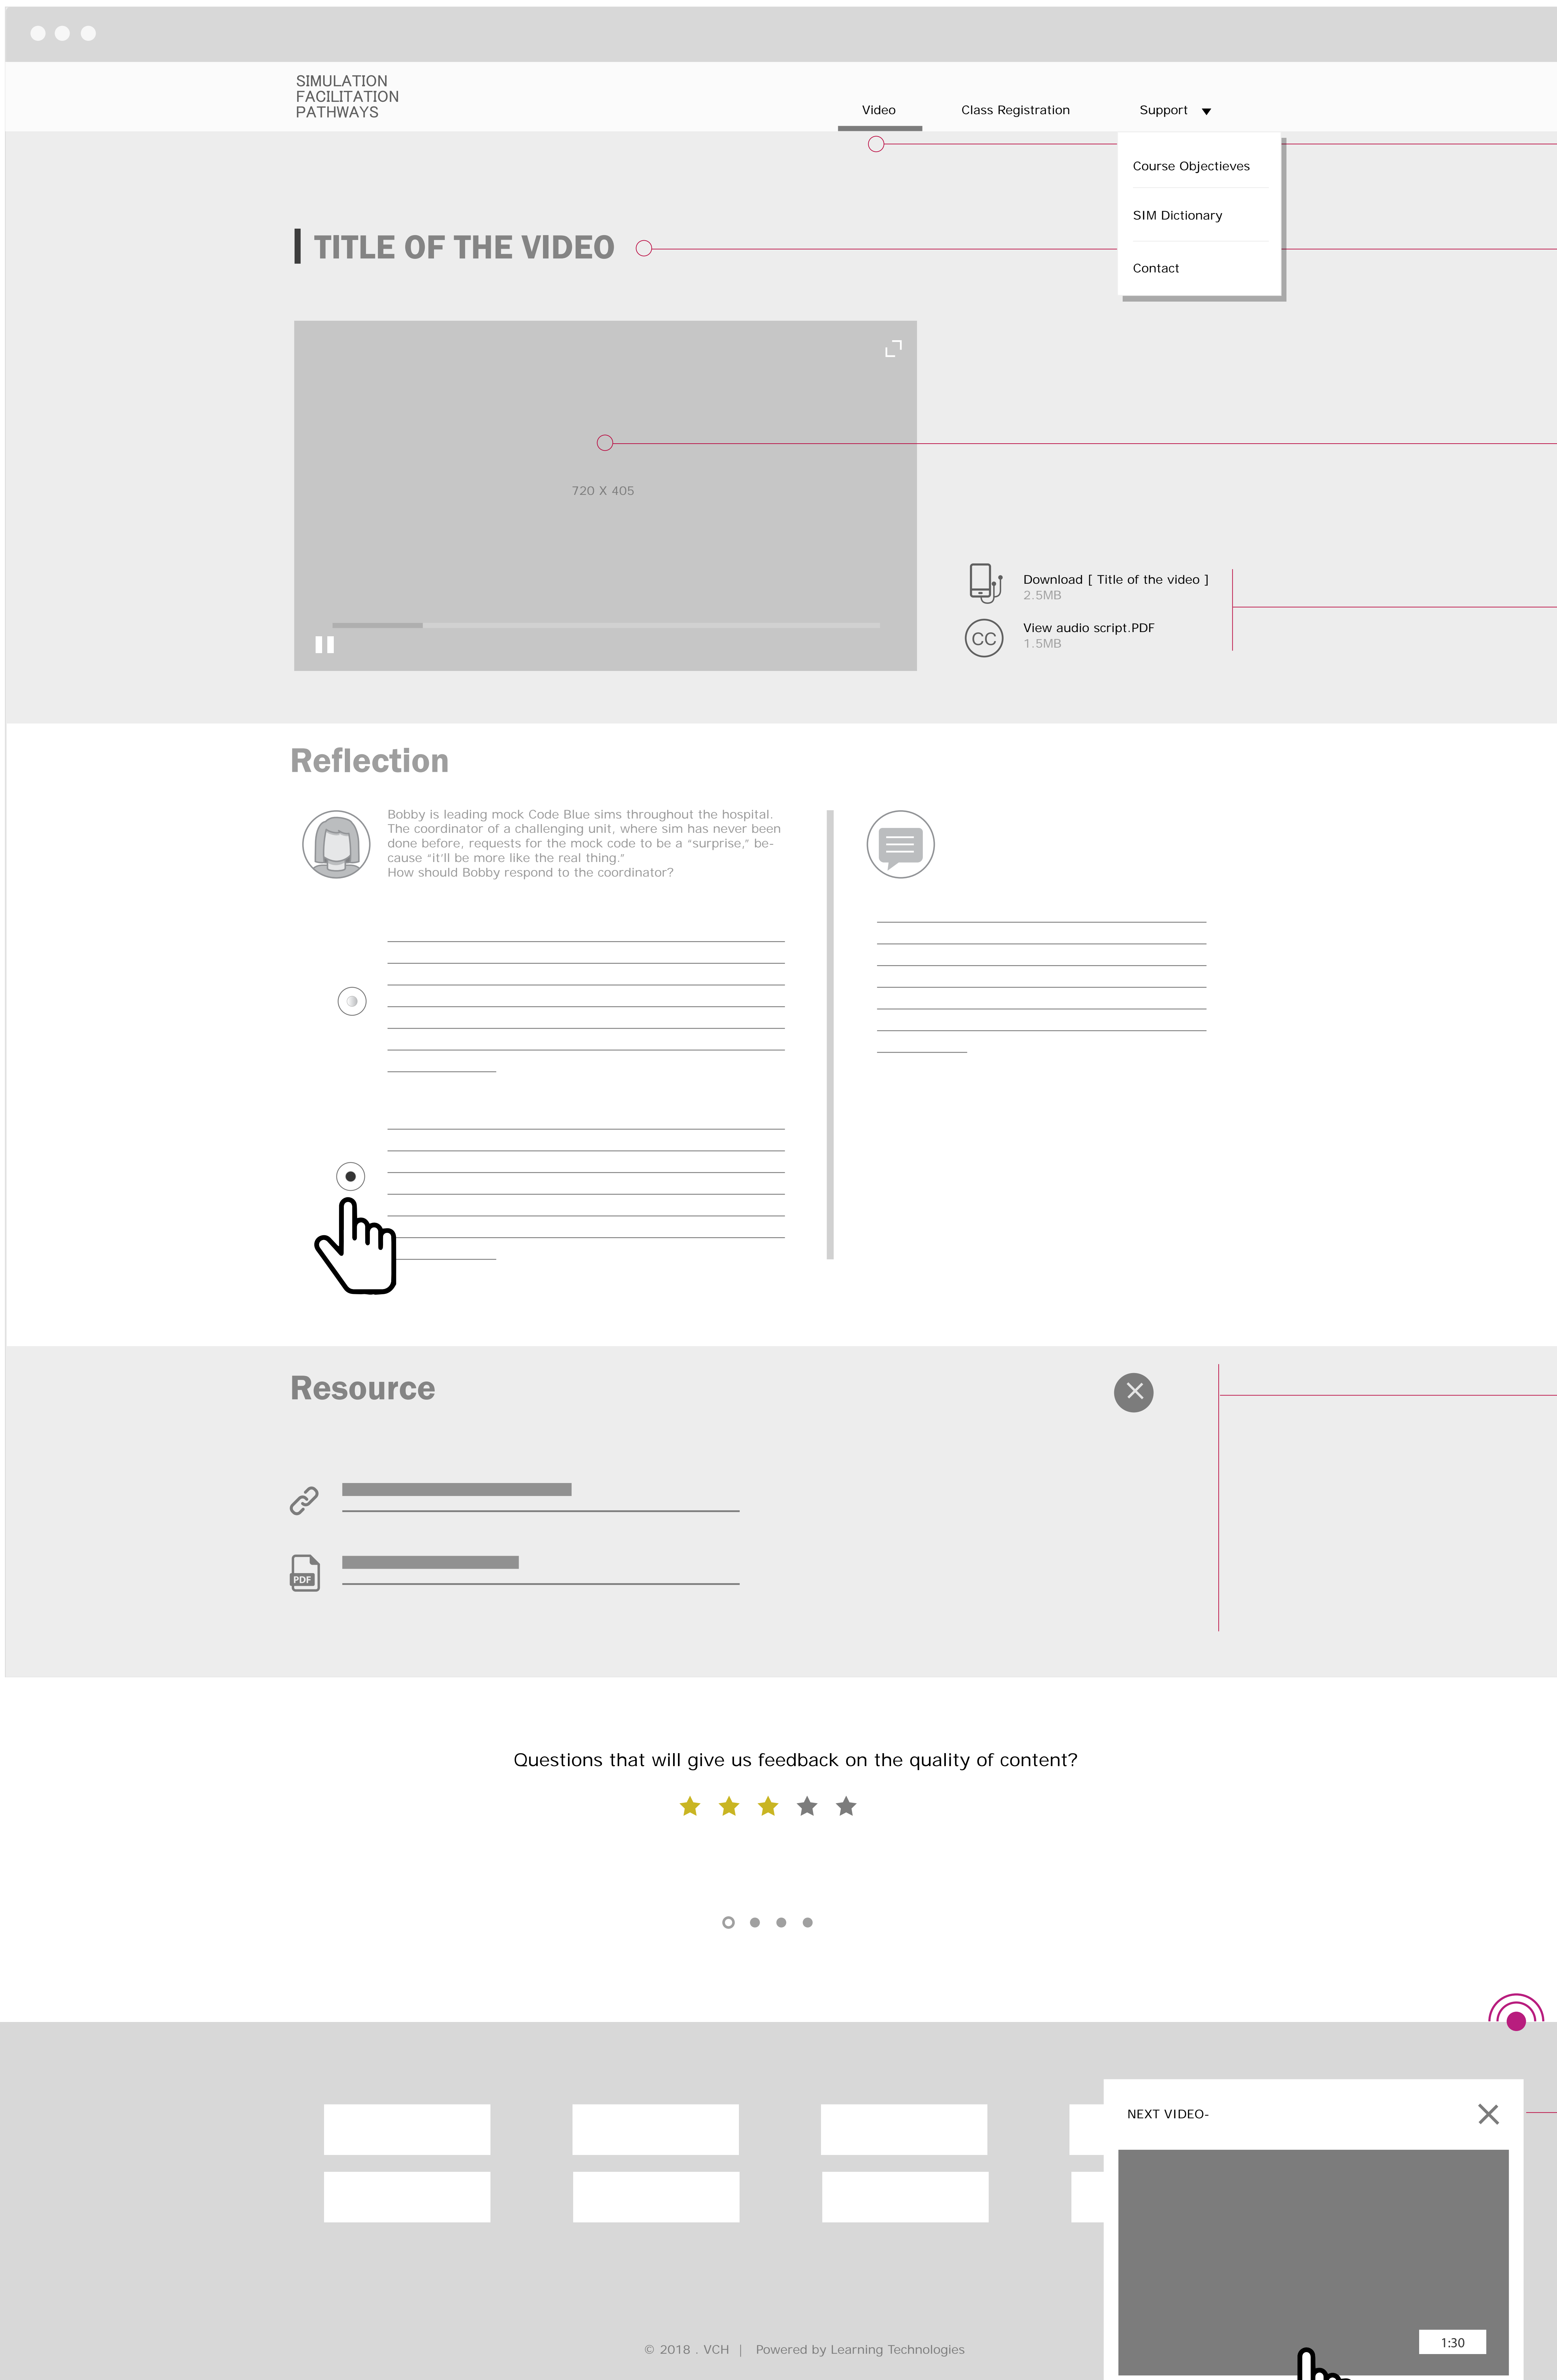 SIMULATION
FACILITATION
PATHWAYS
Video
Class Registration
Support
Course Objectieves
SIM Dictionary
Contact
TITLE OF THE VIDEO
720 X 405
Download [ Title of the video ]
2.5MB
CC
View audio script.PDF
1.5MB
Reflection
Bobby is leading mock Code Blue sims throughout the hospital.
The coordinator of a challenging unit, where sim has never been
done before, requests for the mock code to be a “surprise,” be-
cause “it’ll be more like the real thing.”
How should Bobby respond to the coordinator?
Resource
PDF
Questions that will give us feedback on the quality of content?
NEXT VIDEO-
1:30
© 2018 . VCH | Powered by Learning Technologies